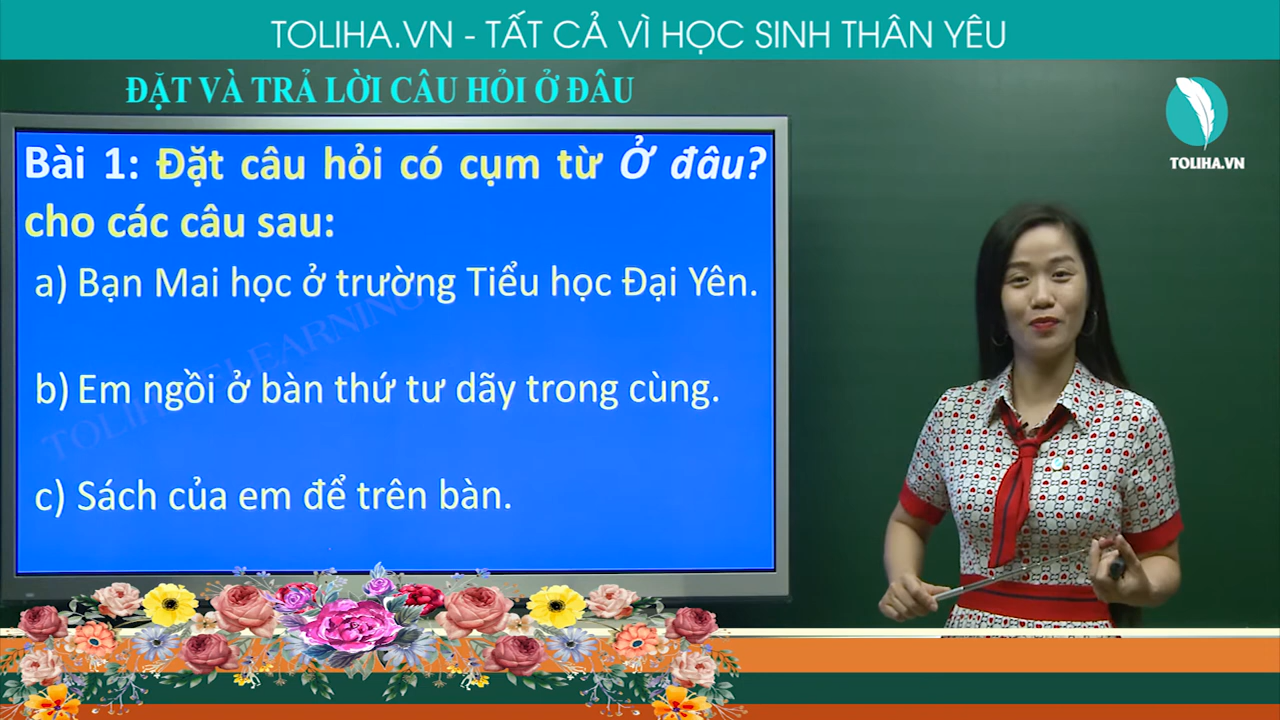 TOLIHA.VN - TẤT CẢ VÌ HỌC SINH THÂN YÊU
ĐẶT VÀ TRẢ LỜI CÂU HỎI Ở ĐÂU
TOLIHA.VN
Bài 1: Đặt câu hỏi có cụm từ Ở đâu?
cho các câu sau:
a) Bạn Mai học ở trường Tiểu học Đại Yên.
b) Em ngồi ở bàn thứ tư dãy trong cùng.
c) Sách của em để trên bàn.